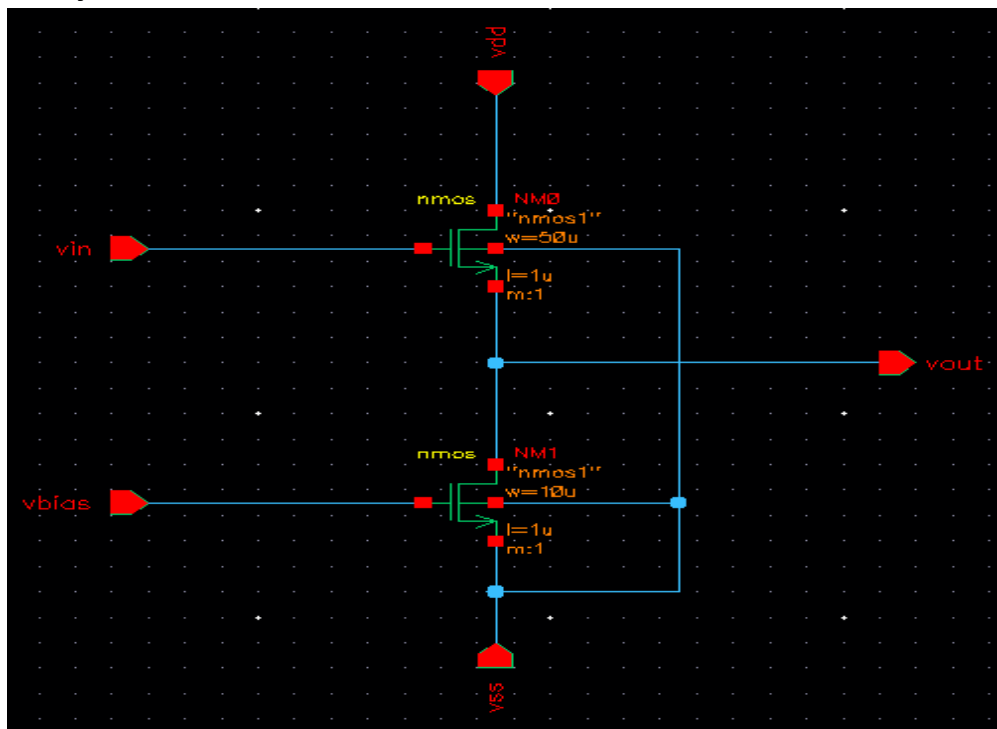 vdd
nmos NM0
"nmos1"
w=50u
vin
l=1u
m:1
vout
nmos NM1
"nmos1"
w=10u
vbias
l=1u
m:1
vss